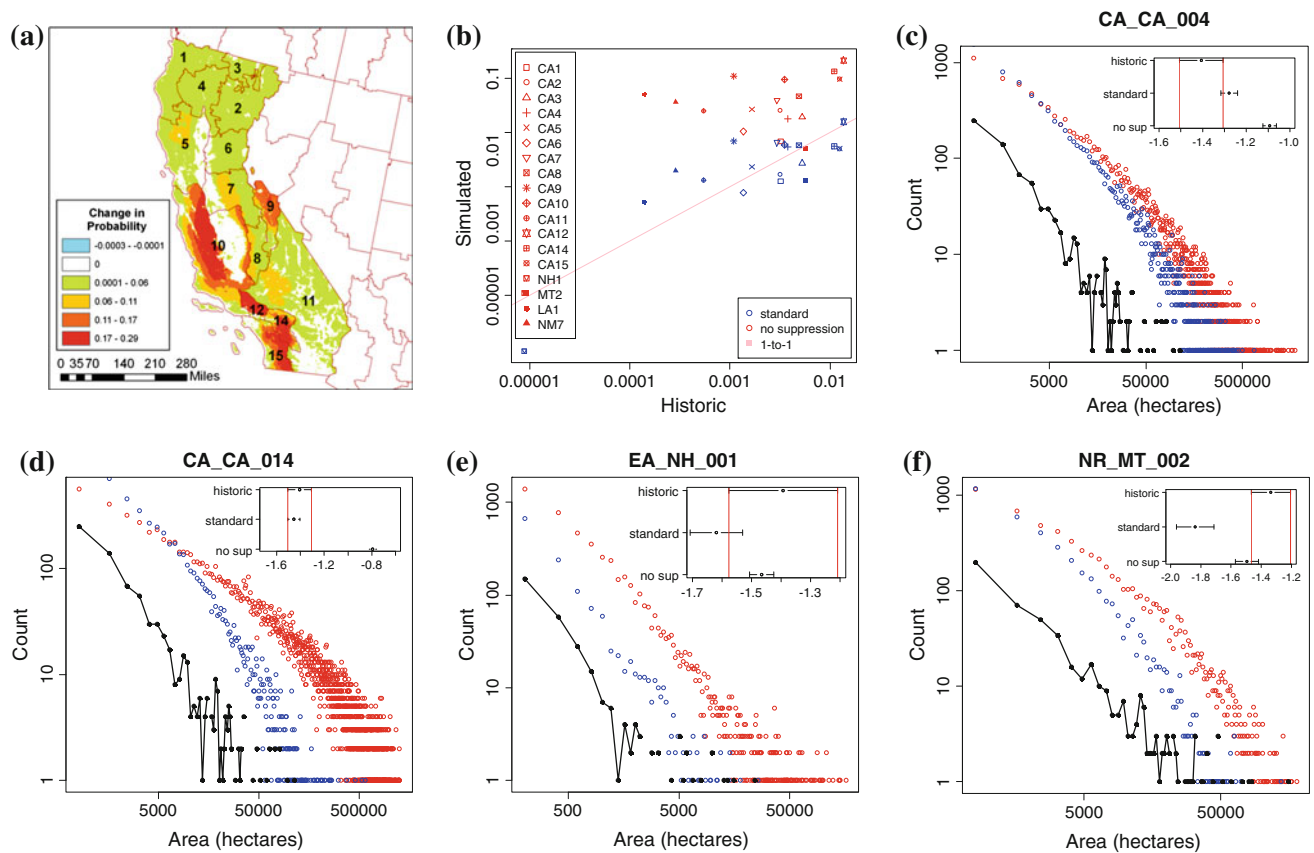 (a)
1
3
4
2
5
6
7
9
10
8
11
12
14
15
Change in
Probability
-0.0003 - -0.0001
0
0.0001 - 0.06
0.06 - 0.11
0.11 - 0.17
0.17 - 0.29
0 3570 140 210 280
Miles
(b)
Simulated
0.1
0.01
0.001
0.0001
0.00001
CA1
CA2
CA3
CA4
CA5
CA6
CA7
CA8
CA9
CA10
CA11
CA12
CA14
CA15
NH1
MT2
LA1
NM7
standard
no suppression
1-to-1
0.00001 0.0001 0.001 0.01
Historic
(c)
CA_CA_004
Count
1000
100
10
1
historic
standard
no sup
-1.6 -1.4 -1.2 -1.0
5000 50000 5000000
Area (hectares)
(d)
CA_CA_014
Count
100
10
1
historic
standard
no sup
-1.6 -1.2 -0.8
5000 50000 5000000
Area (hectares)
(e)
EA_NH_001
Count
1000
100
10
1
historic
standard
no sup
-1.7 -1.5 -1.3
500 5000 50000
Area (hectares)
(f)
NR_MT_002
Count
1000
100
10
1
historic
standard
no sup
-2.0 -1.8 -1.6 -1.4 -1.2
5000 50000
Area (hectares)